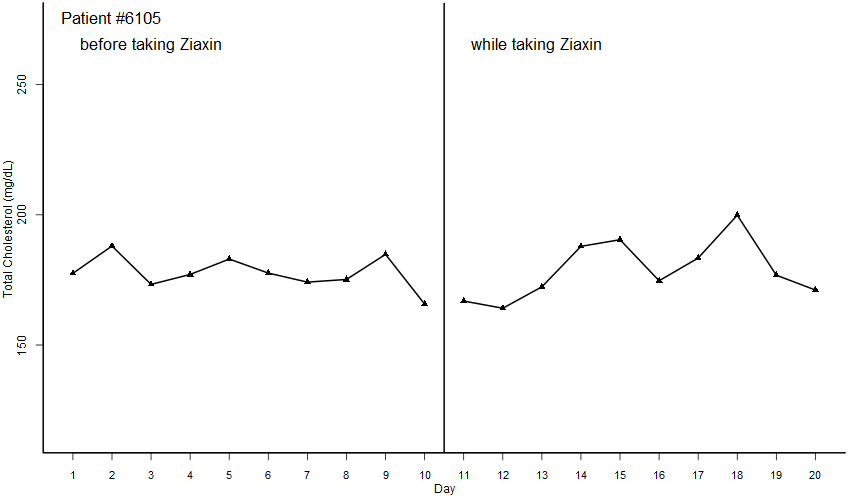 Patient #6105
before taking Ziaxin
while taking Ziaxin
Total Cholesterol (mg/dL)
250
200
150
1 2 3 4 5 6 7 8 9 10 11 12 13 14 15 16 17 18 19 20
Day